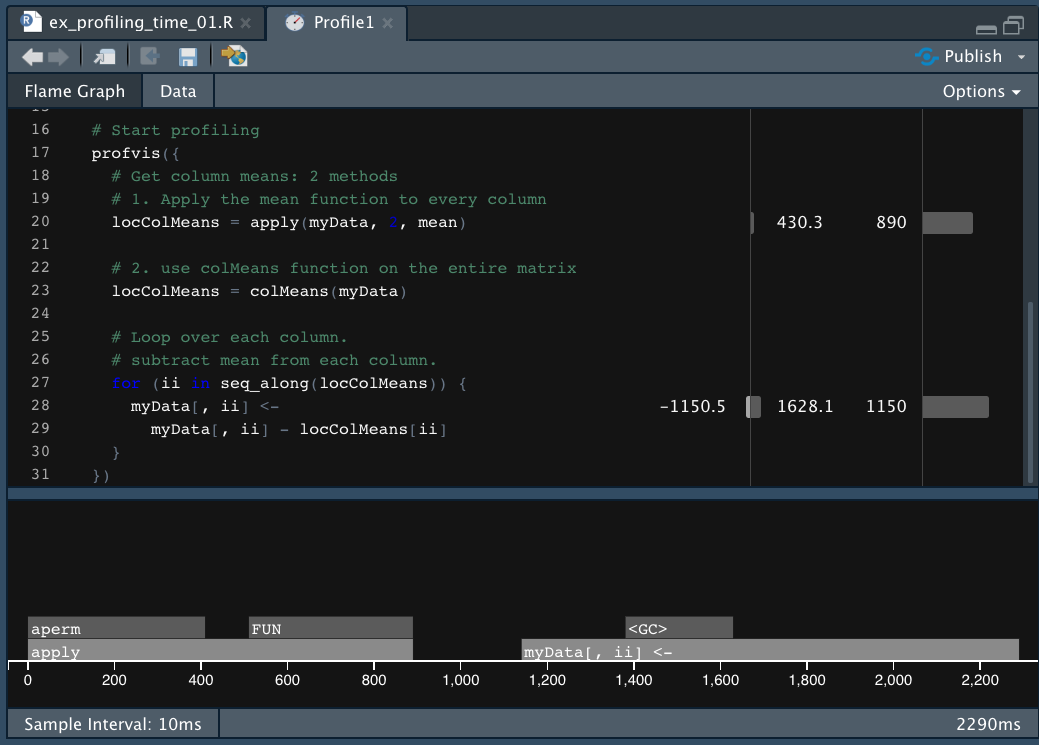 ex_profiling_time_01.R × Profile1 ×
Publish
Flame Graph Data Options
15
16 # Start profiling
17 profvis({
18 # Get column means: 2 methods
19 # 1. Apply the mean function to every column
20 locColMeans = apply(myData, 2, mean) 430.3 890
21
22 # 2. use colMeans function on the entire matrix
23 locColMeans = colMeans(myData)
24
25 # Loop over each column.
26 # subtract mean from each column.
27 for (ii in seq_along(locColMeans)) {
28 myData[, ii] <- -1150.5 1628.1 1150
29 myData[, ii] - locColMeans[ii]
30 }
31 })
aperm FUN <GC>
apply myData[, ii] <-
0 200 400 600 800 1,000 1,200 1,400 1,600 1,800 2,000 2,200
Sample Interval: 10ms 2290ms